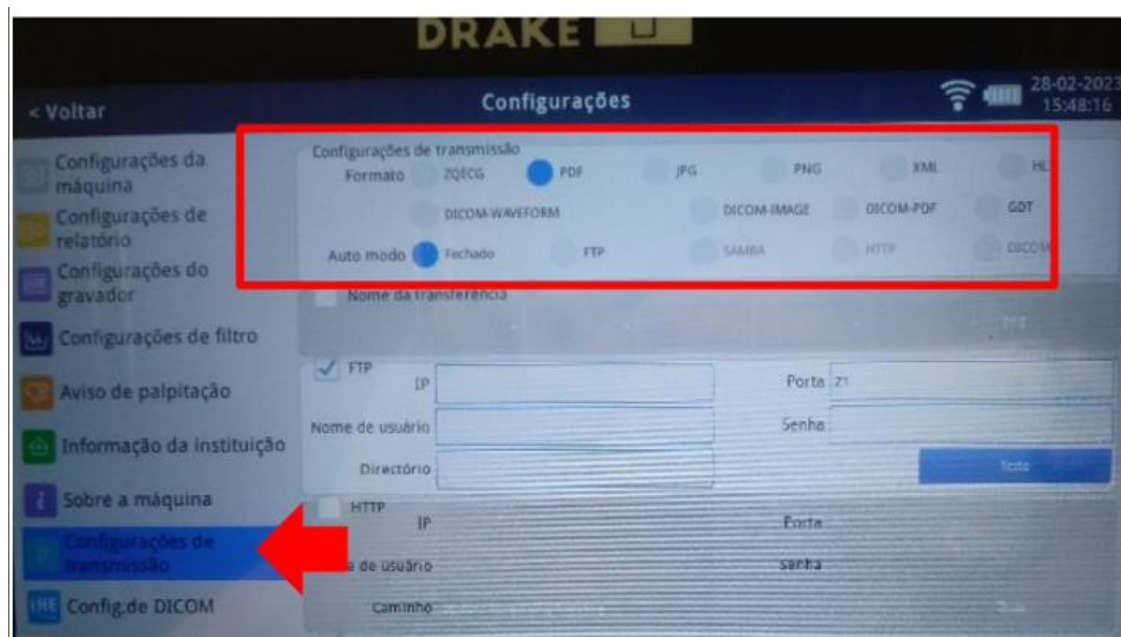 DRAKE
< Voltar
Configurações
28-02-2023
15:48:16
Configurações da
máquina
Configurações de
relatório
Configurações do
gravador
Configurações de filtro
Aviso de palpitação
Informação da instituição
Sobre a máquina
Configurações de
transmissão
Config.de DICOM
Configurações de transmissão
Formato ZQECG PDF JPG PNG XML
DICOM-WAVEFORM DICOM-IMAGE DICOM-PDF GDT
Auto modo Fechado FTP SAMBA HTTP DICOM
Nome da transferência
FTP
IP Porta 21
Nome de usuário Senha
Directório Teste
HTTP
IP Porta
e de usuário senha
Caminho